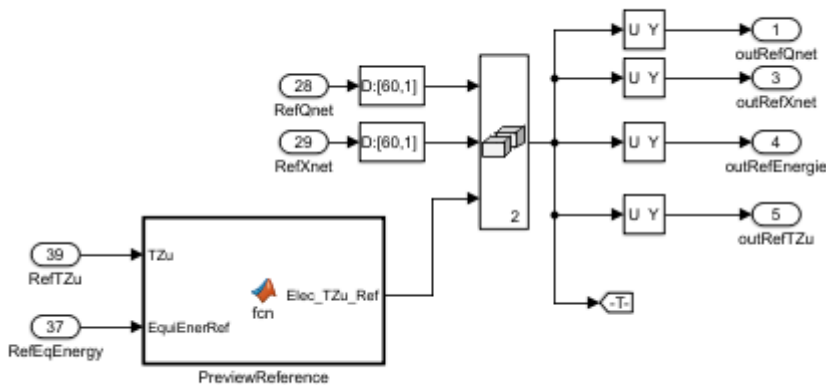 U Y
1
outRefQnet
28
D:[60,1]
RefQnet
U Y
3
outRefXnet
29
D:[60,1]
RefXnet
U Y
4
outRefEnergie
2
U Y
5
outRefTZu
39
RefTZu
TZu
fcn
Elec_TZu_Ref
-T-
37
RefEqEnergy
EquiEnerRef
PreviewReference